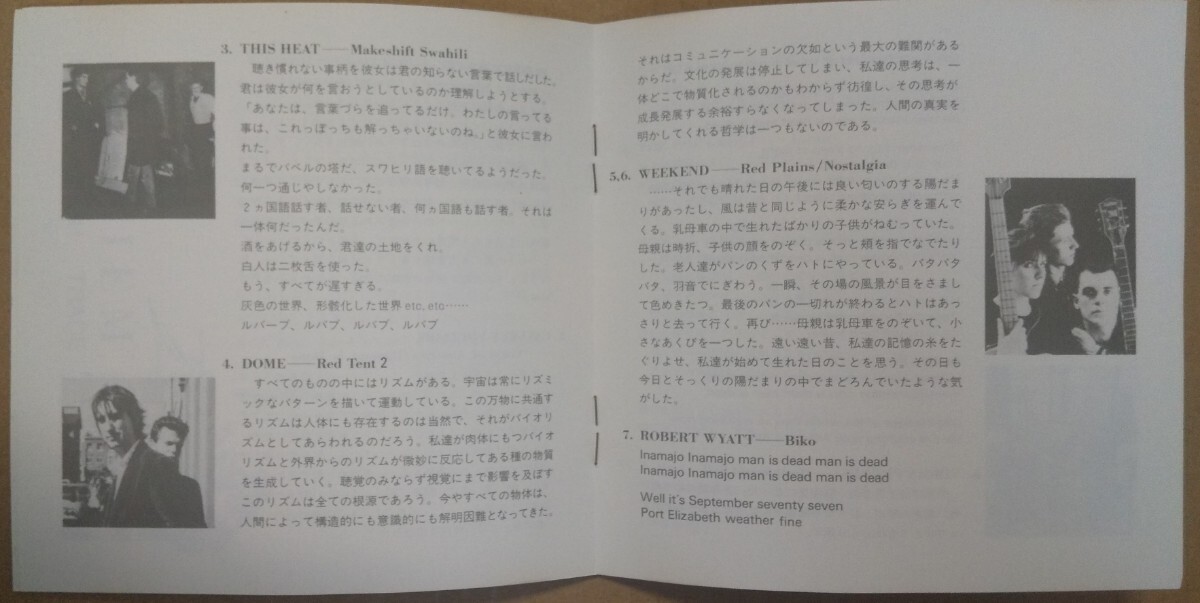 3. THIS HEAT——Makeshift Swahili
聴き慣れない事柄を彼女は君の知らない言葉で話しだした。
君は彼女が何を言おうとしているのか理解しようとする。
「あなたは、言葉づらを追ってるだけ。わたしの言ってる
事は、これっぽっちも解っちゃいないのね。」と彼女に言わ
れた。
まるでバベルの塔だ、スワヒリ語を聴いてるようだった。
何一つ通じやしなかった。
2ヵ国語話す者、話せない者、何ヵ国語も話す者。それは
一体何だったんだ。
酒をあげるから、君達の土地をくれ。
白人は二枚舌を使った。
もう、すべてが遅すぎる。
灰色の世界、形骸化した世界etc, etc……
ルバーブ、ルバブ、ルバブ、ルバブ
4. DOME——Red Tent 2
すべてのものの中にはリズムがある。宇宙は常にリズミ
ックなパターンを描いて運動している。この万物に共通す
るリズムは人体にも存在するのは当然で、それがバイオリ
ズムとしてあらわれるのだろう。私達が肉体にもつバイオ
リズムと外界からのリズムが微妙に反応してある種の物質
を生成していく。聴覚のみならず視覚にまで影響を及ぼす
このリズムは全ての根源であろう。今やすべての物体は、
人間によって構造的にも意識的にも解明困難となってきた。
それはコミュニケーションの欠如という最大の難関がある
からだ。文化の発展は停止してしまい、私達の思考は、一
体どこで物質化されるのかもわからず彷徨し、その思考が
成長発展する余裕すらなくなってしまった。人間の真実を
明かしてくれる哲学は一つもないのである。
5,6. WEEKEND——Red Plains/Nostalgia
……それでも晴れた日の午後には良い匂いのする陽だま
りがあったし、風は昔と同じように柔かな安らぎを運んで
くる。乳母車の中で生れたばかりの子供がねむっていた。
母親は時折、子供の顔をのぞく。そっと頬を指でなでたり
した。老人達がパンのくずをハトにやっている。バタバタ
バタ、羽音でにぎわう。一瞬、その場の風景が目をさまし
て色めきたつ。最後のパンの一切れが終わるとハトはあっ
さりと去って行く。再び……母親は乳母車をのぞいて、小
さなあくびを一つした。遠い遠い昔、私達の記憶の糸をた
ぐりよせ、私達が始めて生れた日のことを思う。その日も
今日とそっくりの陽だまりの中でまどろんでいたような気
がした。
7. ROBERT WYATT——Biko
Inamajo Inamajo man is dead man is dead
Inamajo Inamajo man is dead man is dead
Well it's September seventy seven
Port Elizabeth weather fine